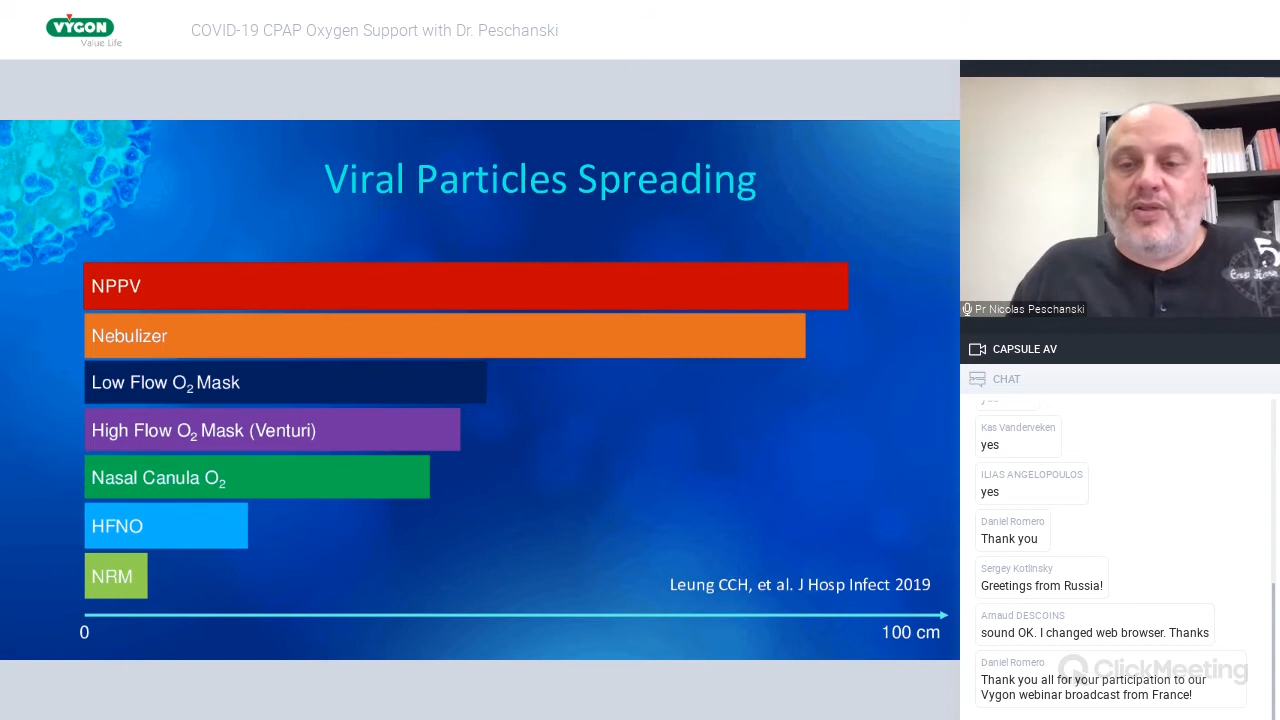 VYGON
Value Life
COVID-19 CPAP Oxygen Support with Dr. Peschanski
Viral Particles Spreading
NPPV
Nebulizer
Low Flow O2 Mask
High Flow O2 Mask (Venturi)
Nasal Canula O2
HFNO
NRM
Leung CCH, et al. J Hosp Infect 2019
0
100 cm
5
Pr Nicolas Peschanski
CAPSULE AV
CHAT
yes
Kas Vanderveken
yes
ILIAS ANGELOPOULOS
yes
Daniel Romero
Thank you
Sergey Kotlinsky
Greetings from Russia!
Arnaud DESCOINS
sound OK. I changed web browser. Thanks
Daniel Romero
Thank you all for your participation to our
Vygon webinar broadcast from France!
ClickMeeting